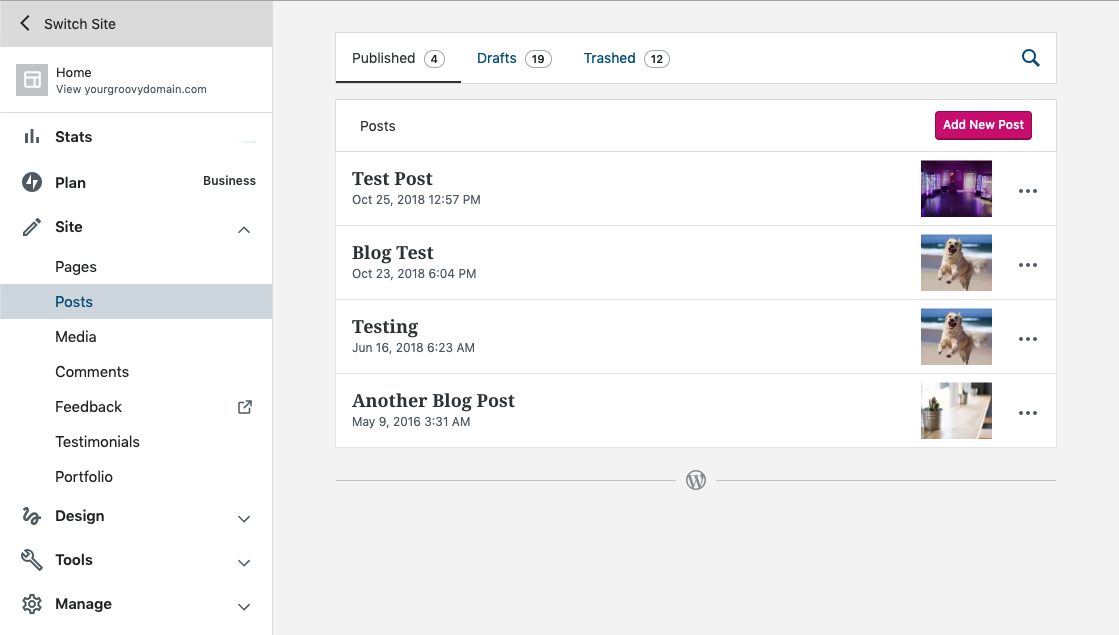 Switch Site
Home
View yourgroovydomain.com
Stats
Plan Business
Site
Pages
Posts
Media
Comments
Feedback
Testimonials
Portfolio
Design
Tools
Manage
Published 4 Drafts 19 Trashed 12
Posts Add New Post
Test Post
Oct 25, 2018 12:57 PM
Blog Test
Oct 23, 2018 6:04 PM
Testing
Jun 16, 2018 6:23 AM
Another Blog Post
May 9, 2016 3:31 AM